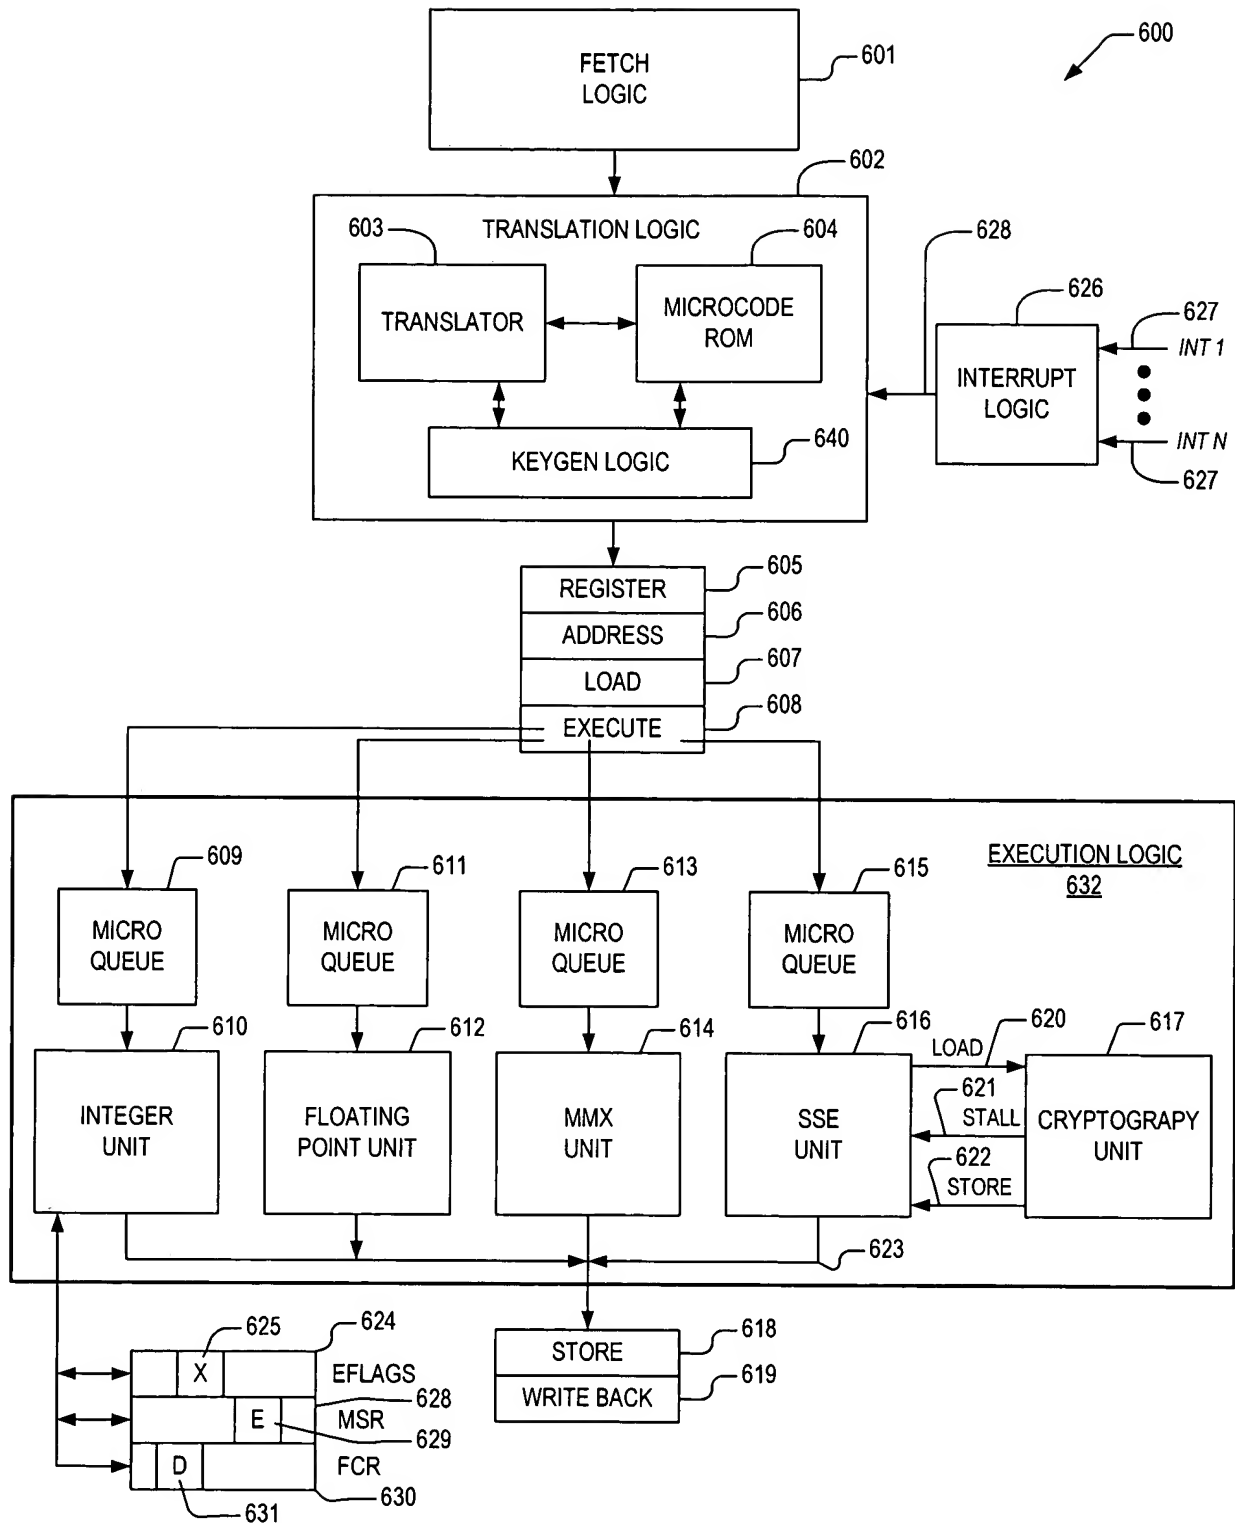 600
FETCH
LOGIC
601
602
TRANSLATION LOGIC
603
604
TRANSLATOR
MICROCODE
ROM
KEYGEN LOGIC
640
628
626
INTERRUPT
LOGIC
627
INT 1
INT N
627
REGISTER
605
ADDRESS
606
LOAD
607
EXECUTE
608
EXECUTION LOGIC
632
609
MICRO
QUEUE
611
MICRO
QUEUE
613
MICRO
QUEUE
615
MICRO
QUEUE
610
INTEGER
UNIT
612
FLOATING
POINT UNIT
614
MMX
UNIT
616
SSE
UNIT
LOAD
620
621
STALL
622
STORE
617
CRYPTOGRAPY
UNIT
623
625
624
X
EFLAGS
628
E
MSR
629
D
FCR
631
630
STORE
618
WRITE BACK
619